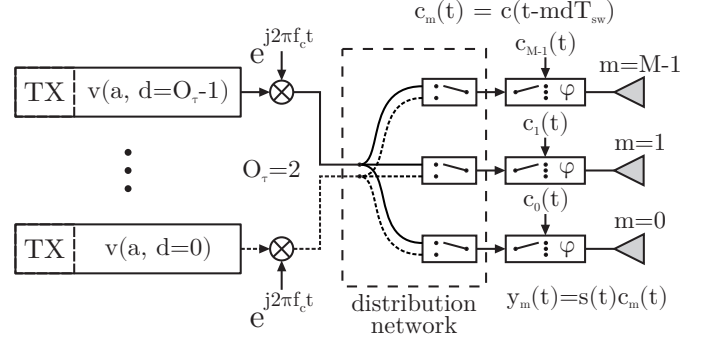 c_m(t) = c(t-mdT_sw)
e^j2πf_ct
c_M-1(t)
m=M-1
TX
v(a, d=O_τ-1)
φ
c_1(t)
m=1
O_τ=2
φ
c_0(t)
m=0
TX
v(a, d=0)
φ
e^j2πf_ct
distribution
network
y_m(t)=s(t)c_m(t)